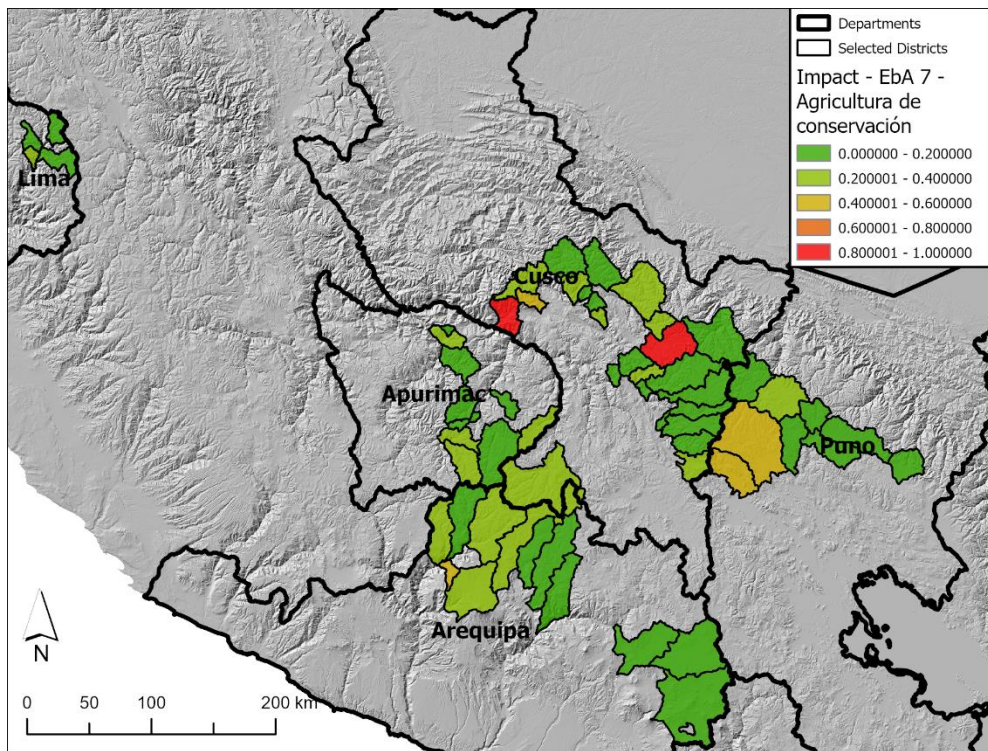 Departments
Selected Districts
Impact - EbA 7 -
Agricultura de
conservación
0.000000 - 0.200000
0.200001 - 0.400000
0.400001 - 0.600000
0.600001 - 0.800000
0.800001 - 1.000000
Lima
Cusco
Apurimac
Puno
Arequipa
N
0 50 100 200 km